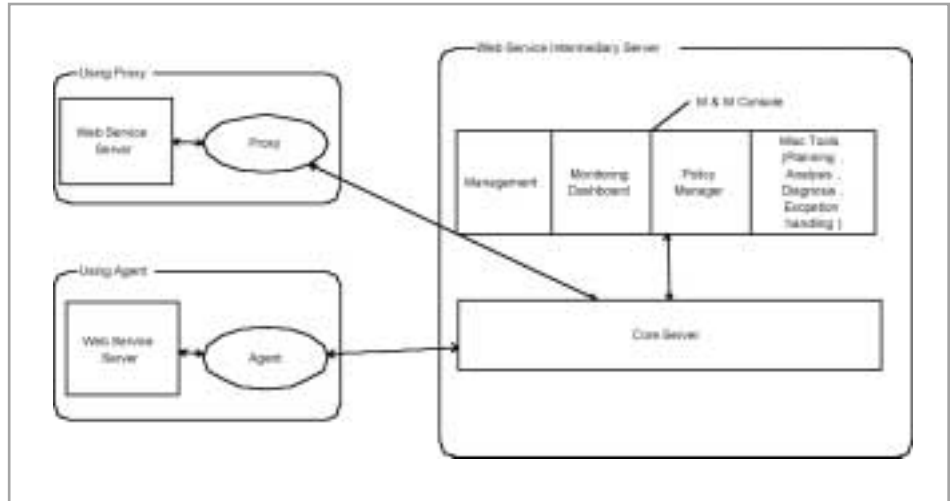 Web Service Intermediary Server
Using Proxy
M & M Console
Web Service
Server
Proxy
Management
Monitoring
Dashboard
Policy
Manager
Misc Tools
(Planning ,
Analysis ,
Diagnose ,
Exception
handling )
Using Agent
Web Service
Server
Agent
Core Server